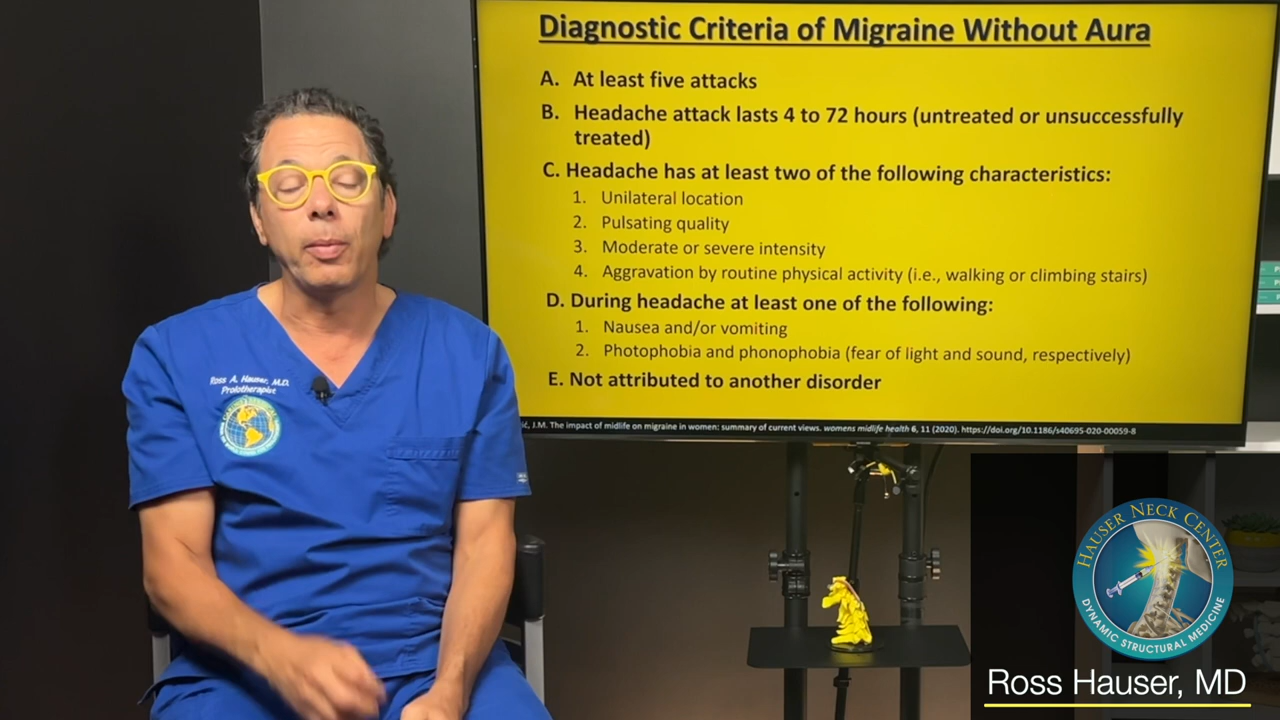 Diagnostic Criteria of Migraine Without Aura
A. At least five attacks
B. Headache attack lasts 4 to 72 hours (untreated or unsuccessfully
treated)
C. Headache has at least two of the following characteristics:
1. Unilateral location
2. Pulsating quality
3. Moderate or severe intensity
4. Aggravation by routine physical activity (i.e., walking or climbing stairs)
D. During headache at least one of the following:
1. Nausea and/or vomiting
2. Photophobia and phonophobia (fear of light and sound, respectively)
E. Not attributed to another disorder
J.M. The impact of midlife on migraine in women: summary of current views. womens midlife health 6, 11 (2020). https://doi.org/10.1186/s40695-020-00059-8
Ross A. Hauser, M.D.
Prolotherapist
HAUSER NECK CENTER
DYNAMIC STRUCTURAL MEDICINE
Ross Hauser, MD